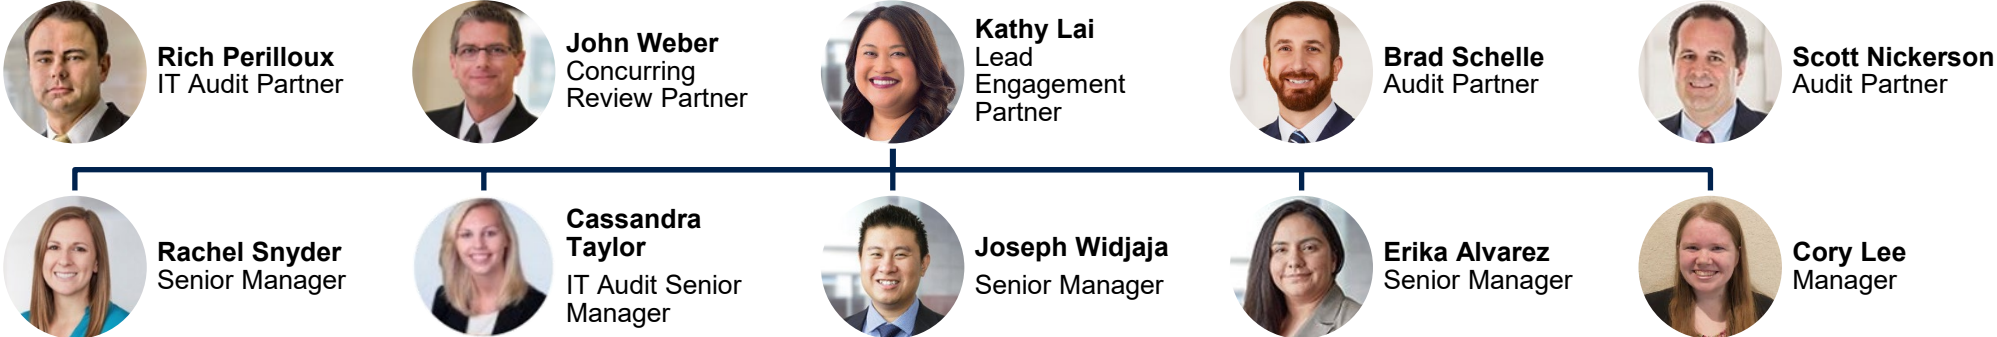 Rich Perilloux
IT Audit Partner
John Weber
Concurring
Review Partner
Kathy Lai
Lead
Engagement
Partner
Brad Schelle
Audit Partner
Scott Nickerson
Audit Partner
Rachel Snyder
Senior Manager
Cassandra
Taylor
IT Audit Senior
Manager
Joseph Widjaja
Senior Manager
Erika Alvarez
Senior Manager
Cory Lee
Manager